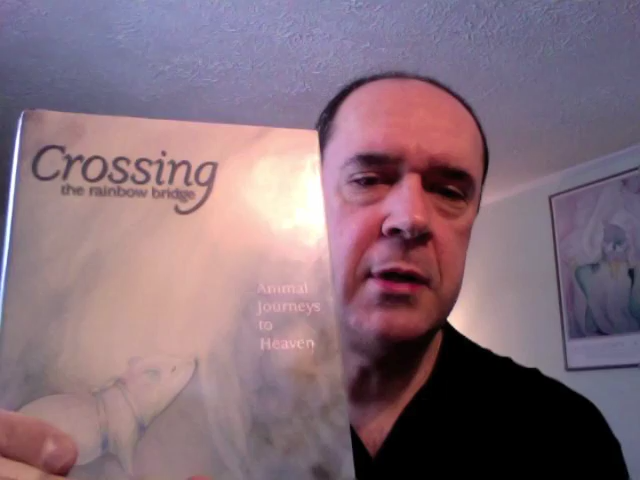 Crossing
the rainbow bridge
Animal
Journeys
to
Heaven